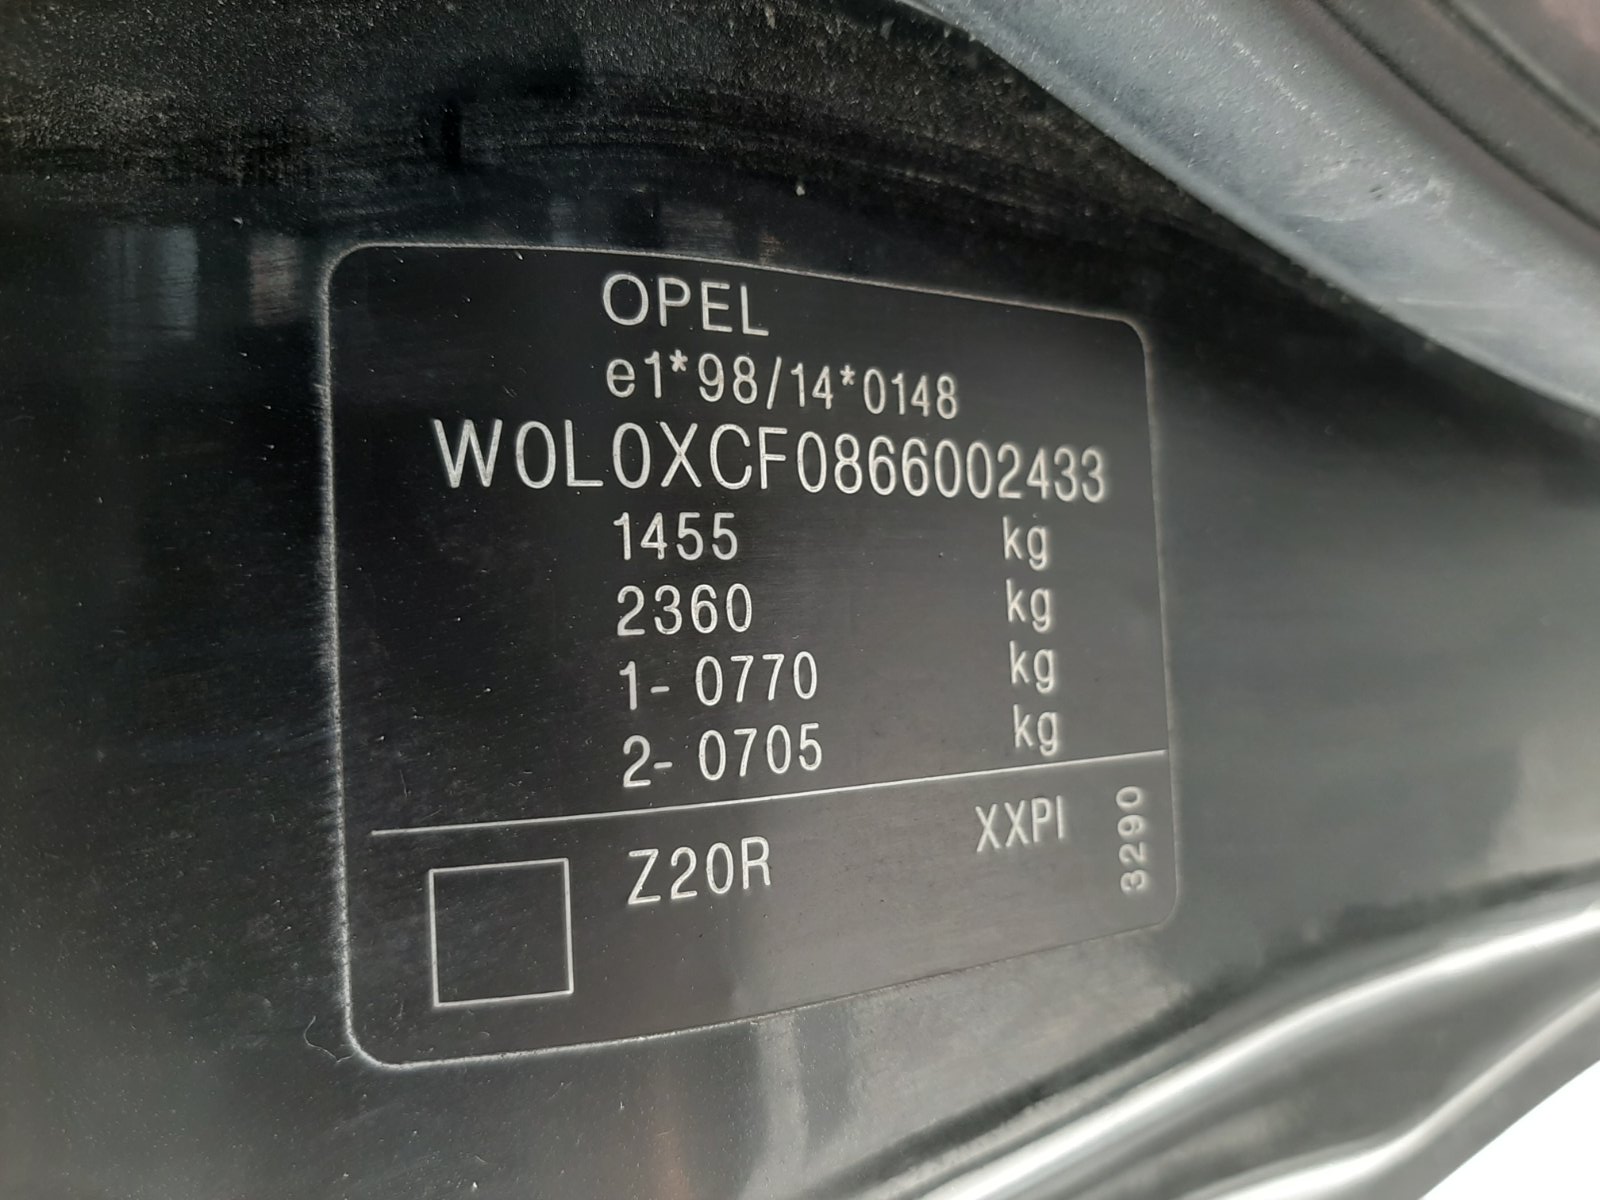 OPEL
e1*98/14*0148
W0L0XCF0866002433
1455 kg
2360 kg
1- 0770 kg
2- 0705 kg
Z20R XXPI
3290